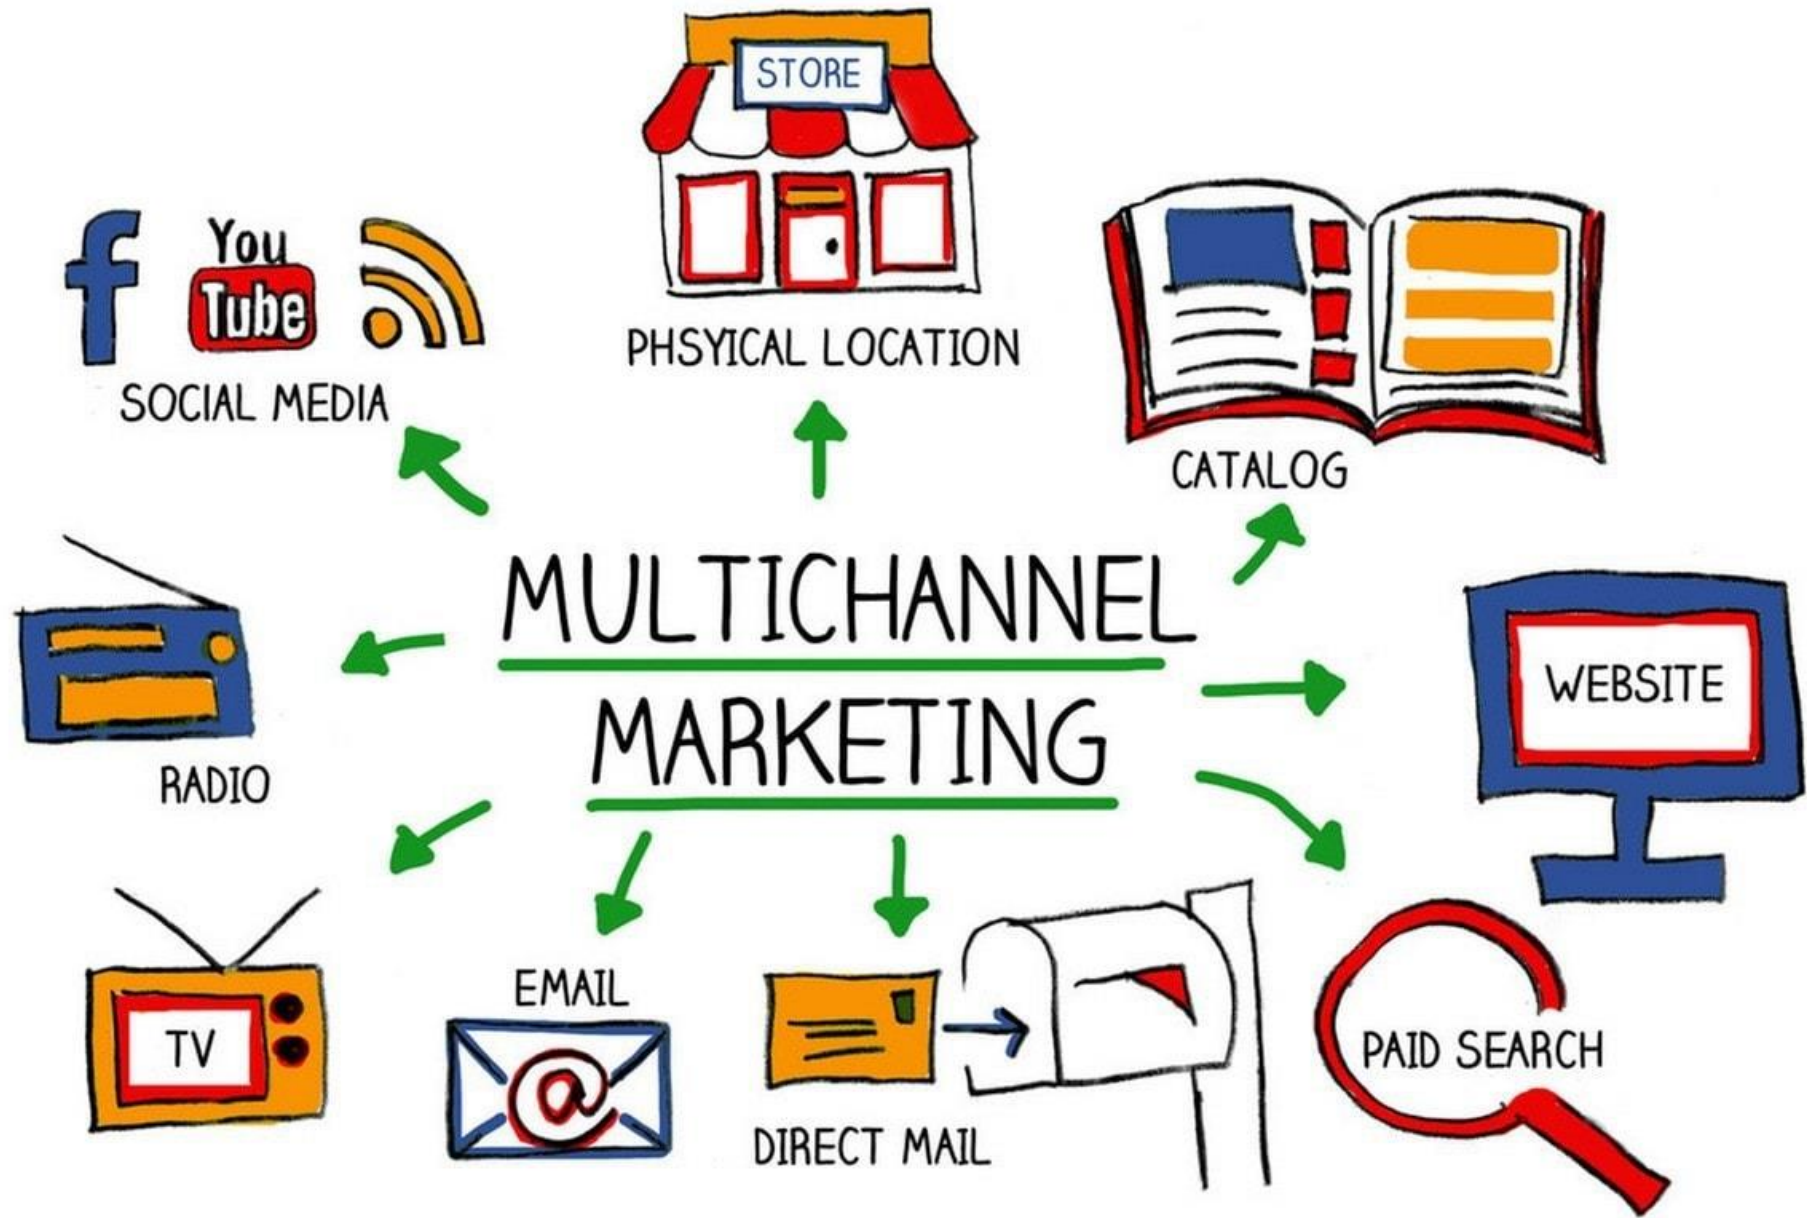 STORE
PHSYICAL LOCATION
f
You
Tube
SOCIAL MEDIA
CATALOG
MULTICHANNEL
MARKETING
WEBSITE
RADIO
TV
EMAIL
@
DIRECT MAIL
PAID SEARCH